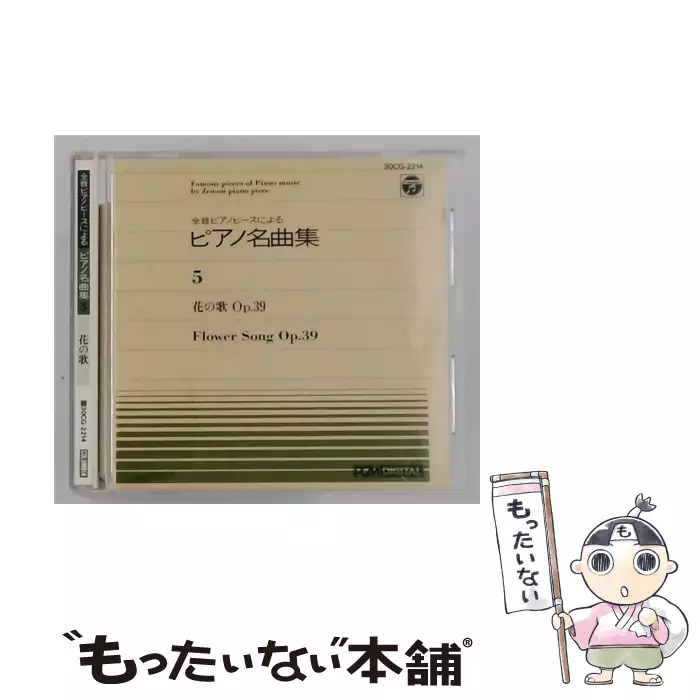 30CG-2214
Famous pieces of Piano music
by Zen-on piano piece
全音ピアノピースによる
ピアノ名曲集
5
花の歌 Op.39
Flower Song Op.39
PCM DIGITAL
全音ピアノピースによる ピアノ名曲集 5 花の歌
30CG-2214
COLUMBIA
もったいない
も
"もったいない"本舗®